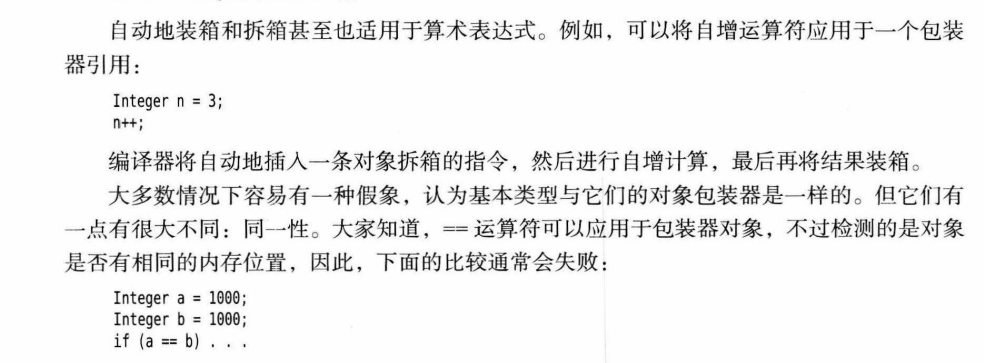 自动地装箱和拆箱甚至也适用于算术表达式。例如，可以将自增运算符应用于一个包装
器引用：
Integer n = 3;
n++;
编译器将自动地插入一条对象拆箱的指令，然后进行自增计算，最后再将结果装箱。
大多数情况下容易有一种假象，认为基本类型与它们的对象包装器是一样的。但它们有
一点有很大不同：同一性。大家知道，== 运算符可以应用于包装器对象，不过检测的是对象
是否有相同的内存位置，因此，下面的比较通常会失败：
Integer a = 1000;
Integer b = 1000;
if (a == b) . . .